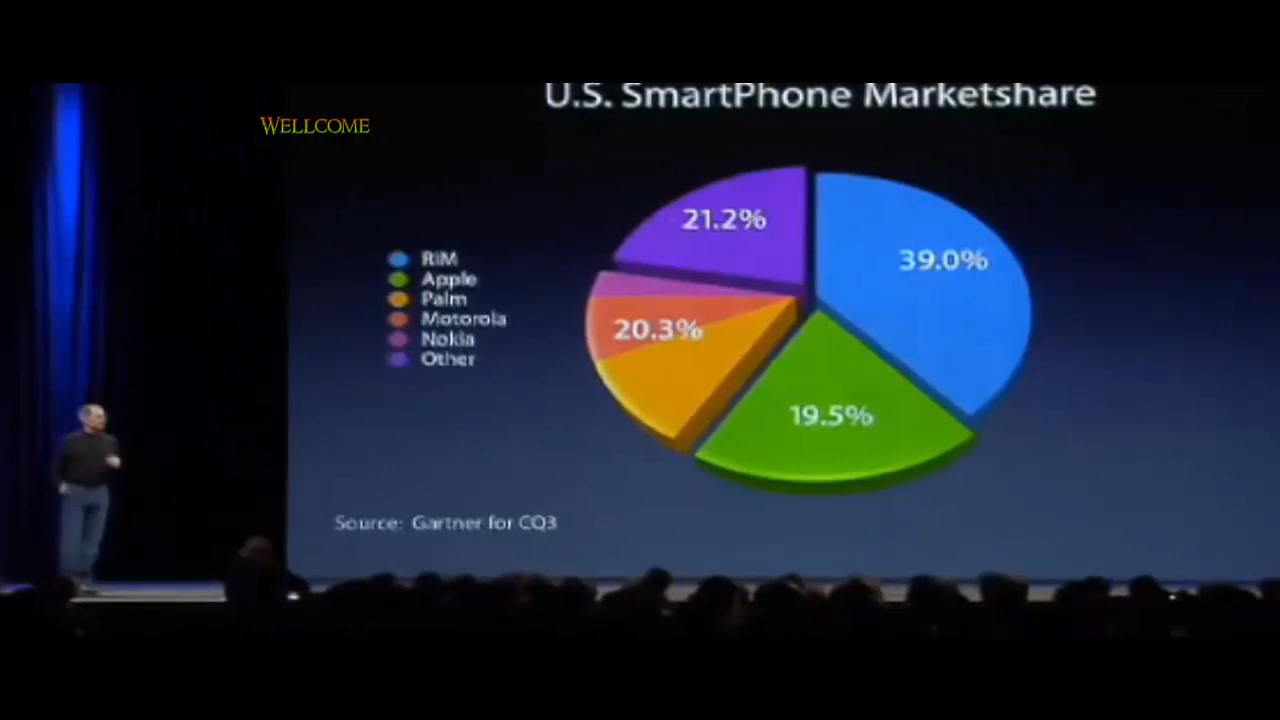 U.S. SmartPhone Marketshare
WELLCOME
21.2%
39.0%
RIM
Apple
Palm
Motorola
Nokia
Other
20.3%
19.5%
Source: Gartner for CQ3